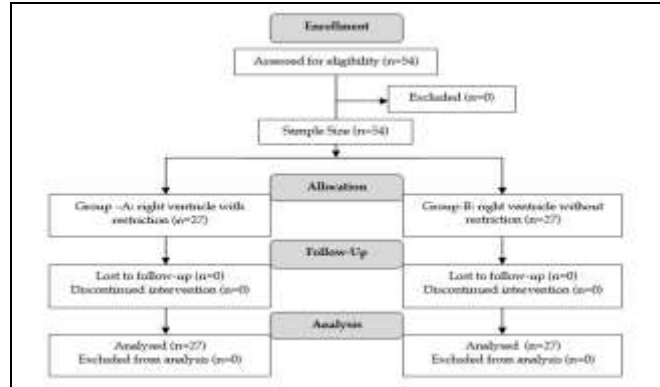 Enrollment
Assessed for eligibility (n=54)
Excluded (n=0)
Sample Size (n=54)
Allocation
Group –A: right ventricle with
restriction (n=27)
Group-B: right ventricle without
restriction (n=27)
Follow-Up
Lost to follow-up (n=0)
Discontinued intervention (n=0)
Lost to follow-up (n=0)
Discontinued intervention (n=0)
Analysis
Analysed (n=27)
Excluded from analysis (n=0)
Analysed (n=27)
Excluded from analysis (n=0)